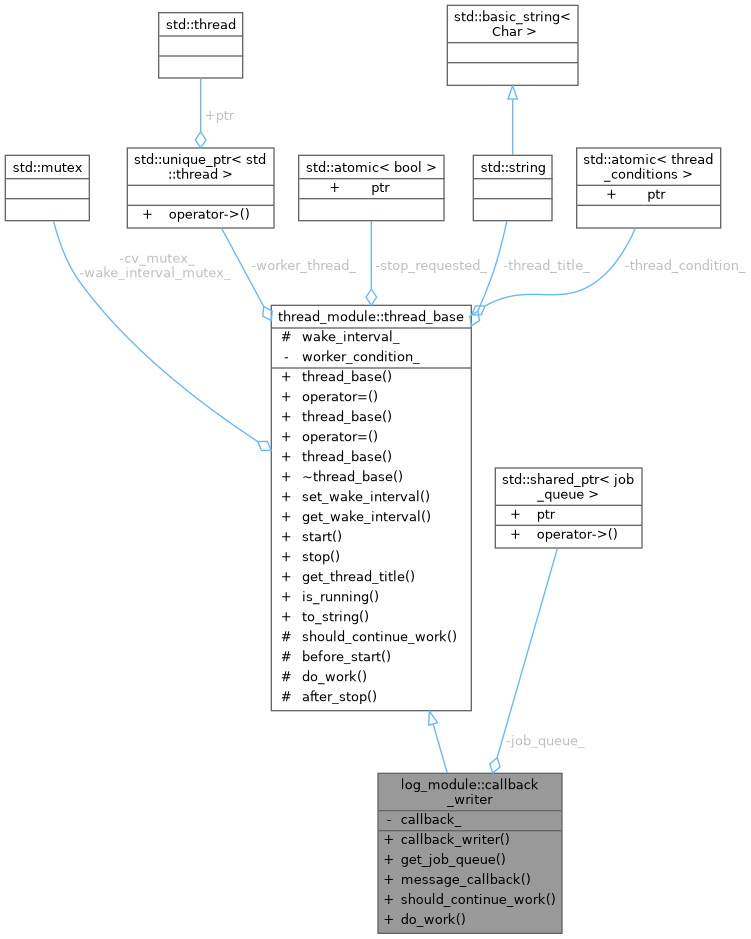 std::thread
std::basic_string<
Char >
+ptr
std::mutex
std::unique_ptr< std
::thread >
+ operator->()
std::atomic< bool >
+ ptr
std::string
std::atomic< thread
_conditions >
+ ptr
-cv_mutex_
-wake_interval_mutex_
-worker_thread_
-stop_requested_
-thread_title_
-thread_condition_
thread_module::thread_base
# wake_interval_
- worker_condition_
+ thread_base()
+ operator=()
+ thread_base()
+ operator=()
+ thread_base()
+ ~thread_base()
+ set_wake_interval()
+ get_wake_interval()
+ start()
+ stop()
+ get_thread_title()
+ is_running()
+ to_string()
# should_continue_work()
# before_start()
# do_work()
# after_stop()
std::shared_ptr< job
_queue >
+ ptr
+ operator->()
-job_queue_
log_module::callback
_writer
- callback_
+ callback_writer()
+ get_job_queue()
+ message_callback()
+ should_continue_work()
+ do_work()